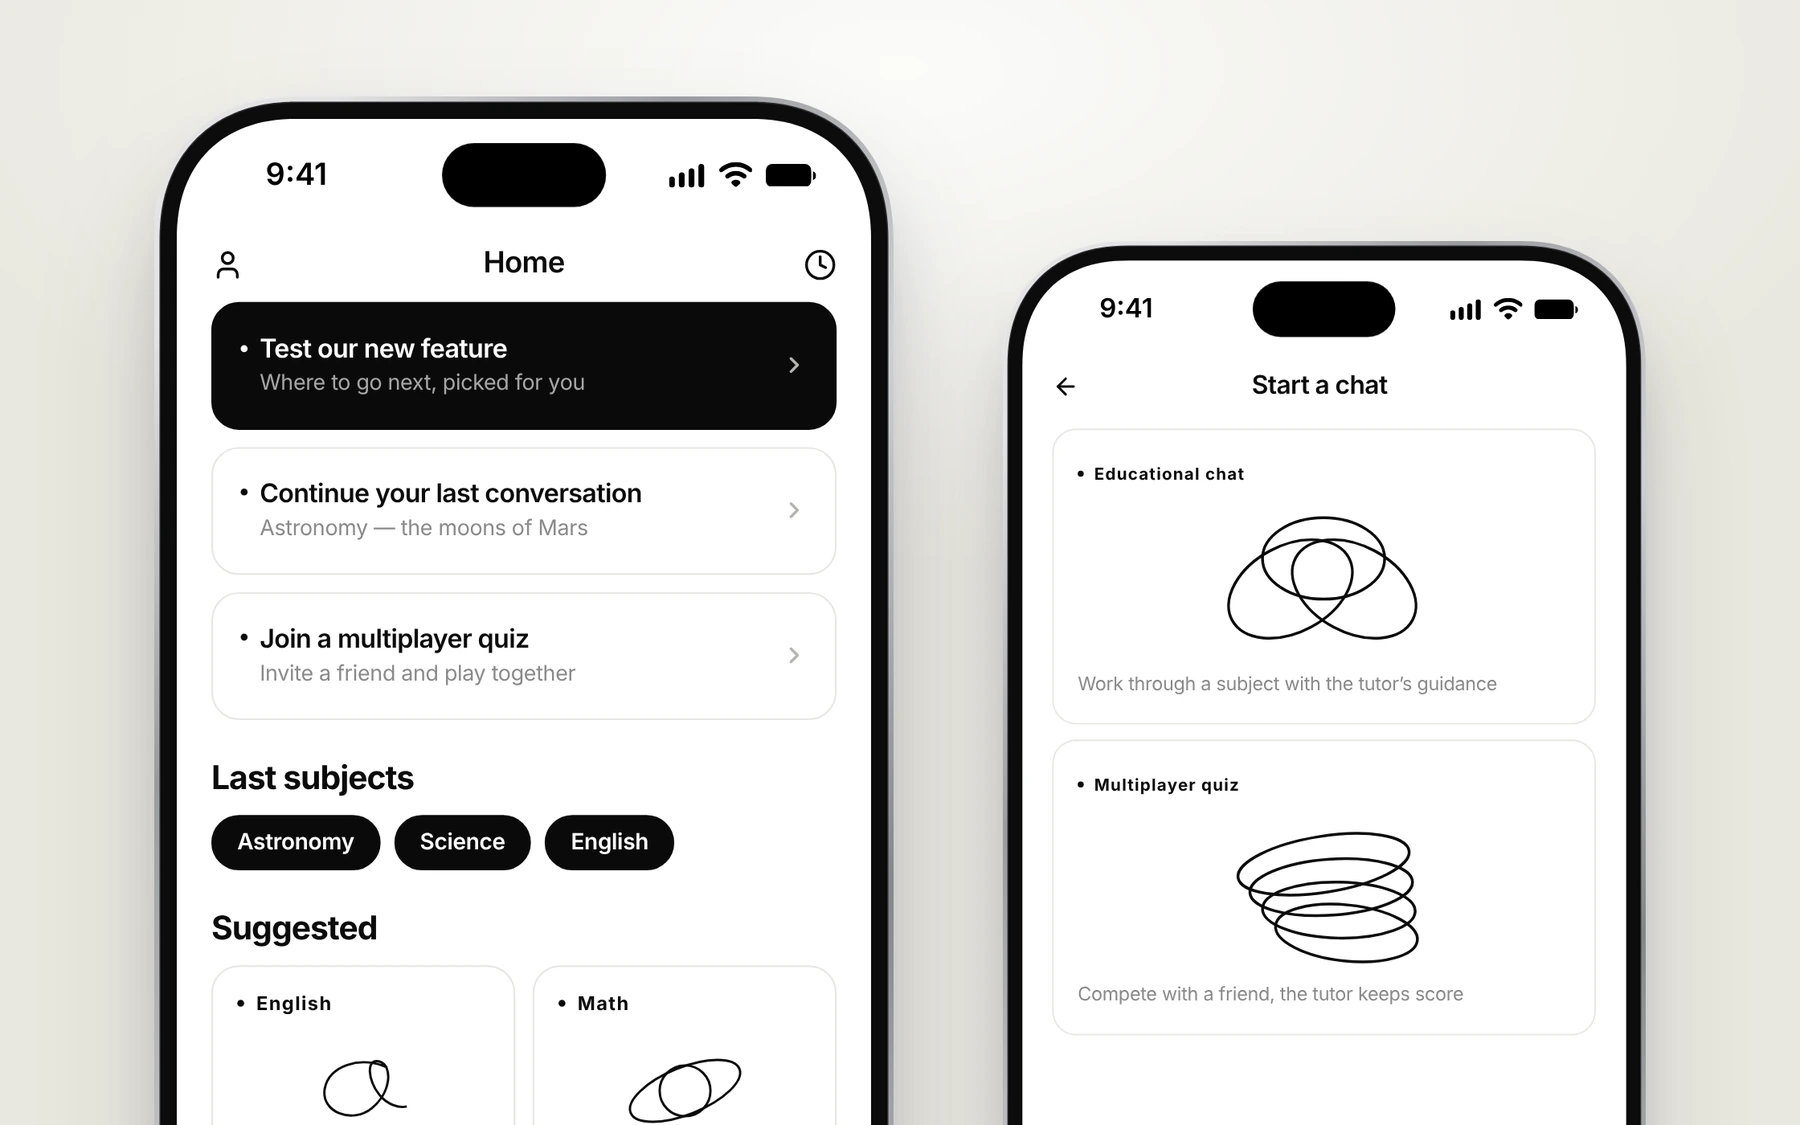 9:41
Home
Test our new feature
Where to go next, picked for you
Continue your last conversation
Astronomy — the moons of Mars
Join a multiplayer quiz
Invite a friend and play together
Last subjects
Astronomy Science English
Suggested
English Math
9:41
Start a chat
Educational chat
Work through a subject with the tutor’s guidance
Multiplayer quiz
Compete with a friend, the tutor keeps score